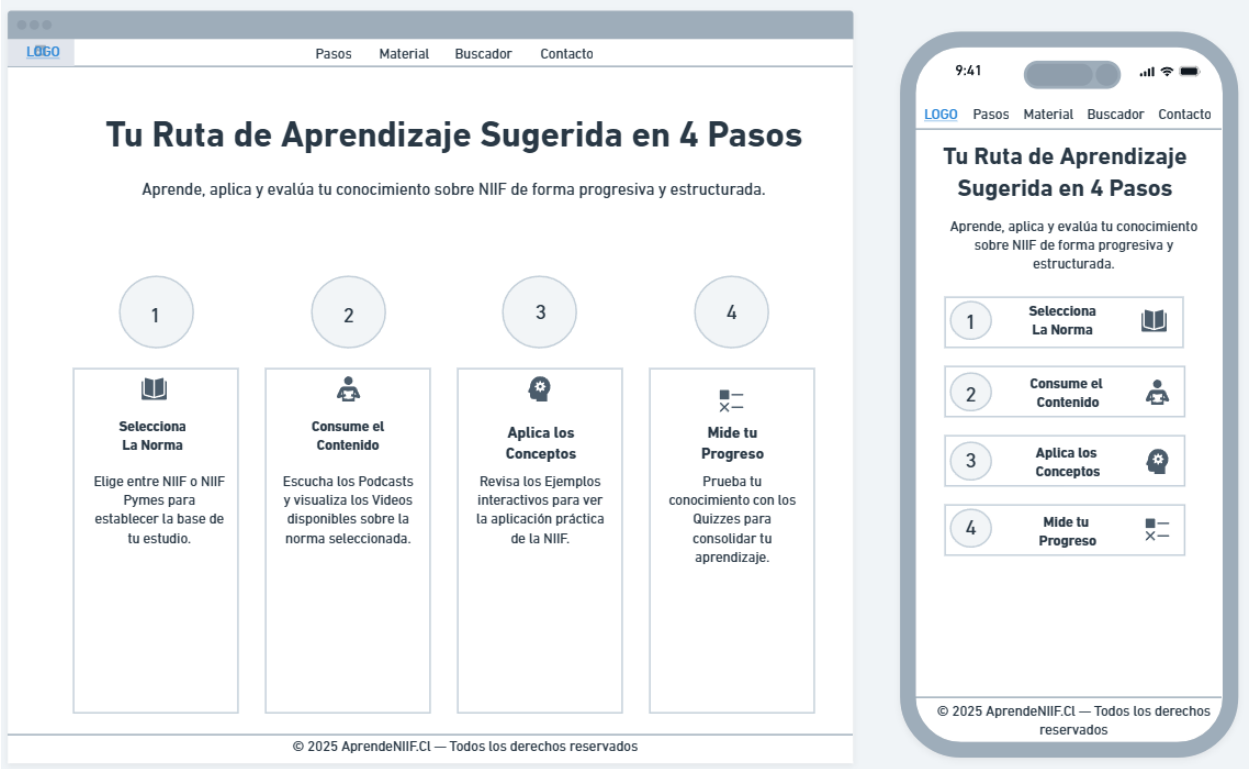 LOGO
Pasos Material Buscador Contacto
Tu Ruta de Aprendizaje Sugerida en 4 Pasos
Aprende, aplica y evalúa tu conocimiento sobre NIIF de forma progresiva y estructurada.
1
2
3
4
Selecciona
La Norma
Elige entre NIIF o NIIF
Pymes para
establecer la base de
tu estudio.
Consume el
Contenido
Escucha los Podcasts
y visualiza los Videos
disponibles sobre la
norma seleccionada.
Aplica los
Conceptos
Revisa los Ejemplos
interactivos para ver
la aplicación práctica
de la NIIF.
Mide tu
Progreso
Prueba tu
conocimiento con los
Quizzes para
consolidar tu
aprendizaje.
© 2025 AprendeNIIF.Cl — Todos los derechos reservados
9:41
LOGO Pasos Material Buscador Contacto
Tu Ruta de Aprendizaje
Sugerida en 4 Pasos
Aprende, aplica y evalúa tu conocimiento
sobre NIIF de forma progresiva y
estructurada.
1
Selecciona
La Norma
2
Consume el
Contenido
3
Aplica los
Conceptos
4
Mide tu
Progreso
© 2025 AprendeNIIF.Cl — Todos los derechos
reservados